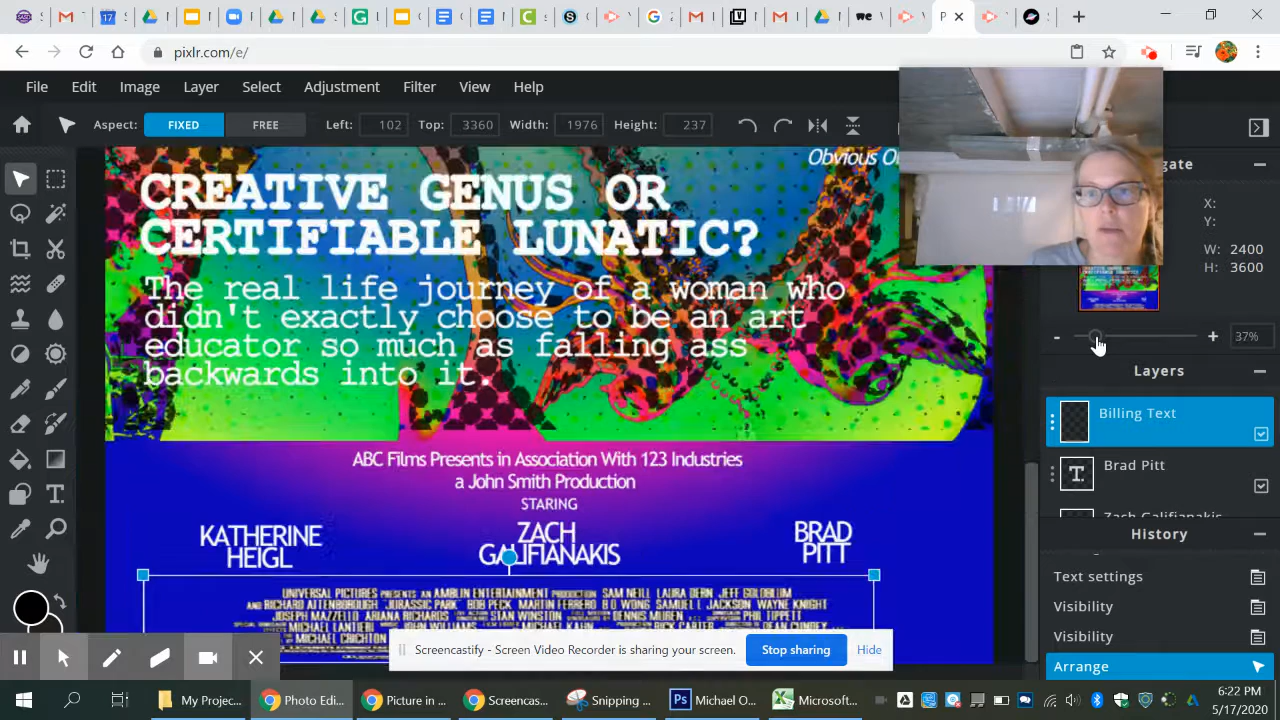 pixlr.com/e/
File Edit Image Layer Select Adjustment Filter View Help
Aspect: FIXED FREE Left: 102 Top: 3360 Width: 1976 Height: 237
Obvious
CREATIVE GENUS OR
CERTIFIABLE LUNATIC?
The real life journey of a woman who
didn't exactly choose to be an art
educator so much as falling ass
backwards into it.
ABC Films Presents in Association With 123 Industries
a John Smith Production
STARING
KATHERINE
HEIGL
ZACH
GALIFIANAKIS
BRAD
PITT
UNIVERSAL PICTURES PRESENTS AN AMBLIN ENTERTAINMENT PRODUCTION SAM NEILL LAURA DERN JEFF GOLDBLUM
AND RICHARD ATTENBOROUGH "JURASSIC PARK" BOB PECK MARTIN FERRERO B D WONG SAMUEL L JACKSON WAYNE KNIGHT
JOSEPH MAZZELLO ARIANA RICHARDS STAN WINSTON DENNIS MUREN PHIL TIPPETT
MICHAEL LANTIERI JOHN WILLIAMS MICHAEL KAHN RICK CARTER DEAN CUNDEY
MICHAEL CRICHTON
X:
Y:
W: 2400
H: 3600
- + 37%
Layers
Billing Text
Brad Pitt
Zach Galifianakis
History
Text settings
Visibility
Visibility
Arrange
Screencastify - Screen Video Recorder is sharing your screen. Stop sharing Hide
My Projec... Photo Edi... Picture in ... Screencas... Snipping ... Michael O... Microsoft...
6:22 PM
5/17/2020